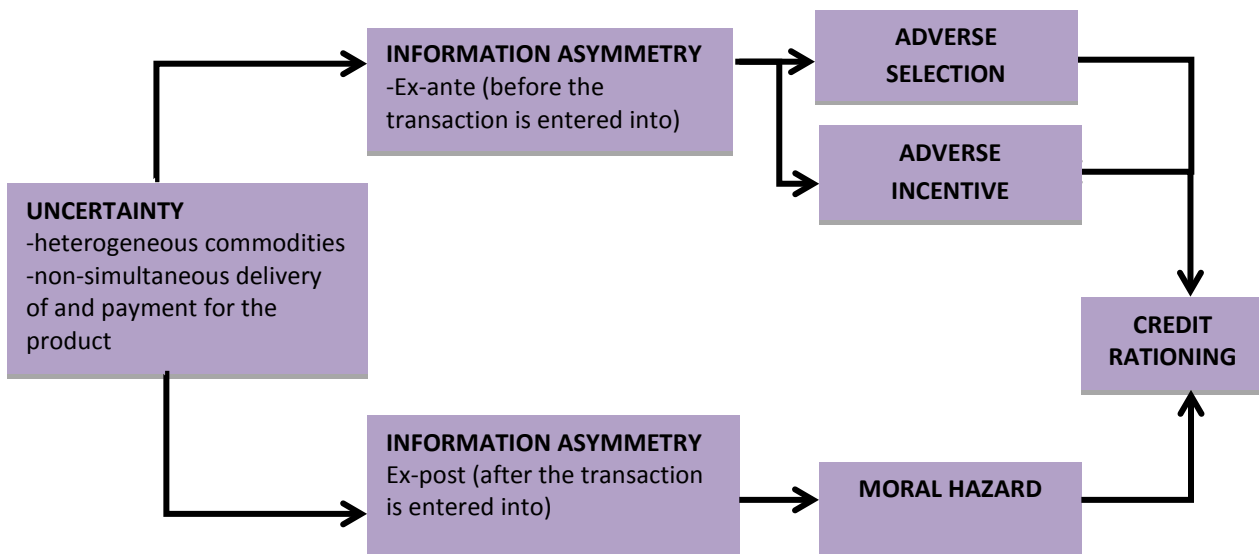 UNCERTAINTY
-heterogeneous commodities
-non-simultaneous delivery
of and payment for the
product
INFORMATION ASYMMETRY
-Ex-ante (before the
transaction is entered into)
ADVERSE
SELECTION
ADVERSE
INCENTIVE
INFORMATION ASYMMETRY
Ex-post (after the transaction
is entered into)
MORAL HAZARD
CREDIT
RATIONING